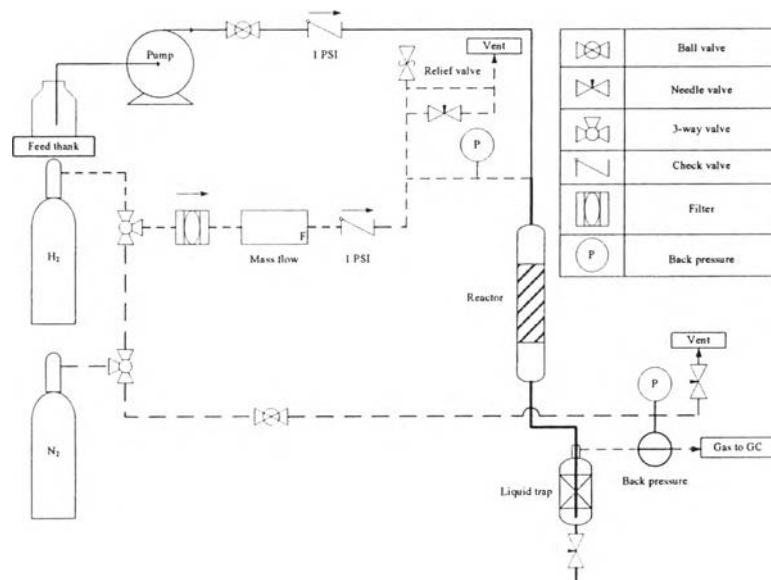 Pump
1 PSI
Vent
Relief valve
P
Feed thank
H₂
F
Mass flow
1 PSI
Reactor
N₂
Vent
P
Gas to GC
Back pressure
Liquid trap
Ball valve
Needle valve
3-way valve
Check valve
Filter
P
Back pressure